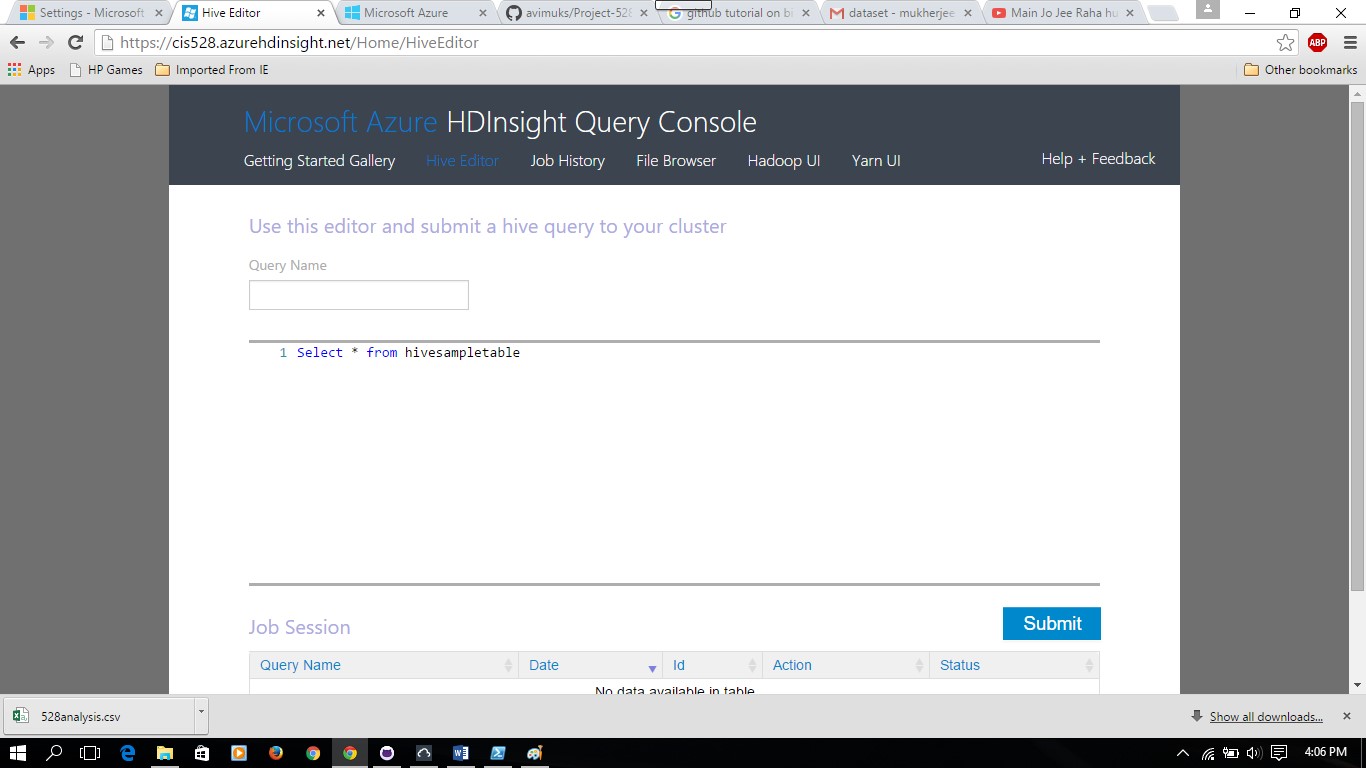 Settings - Microsoft
Hive Editor
Microsoft Azure
avimuks/Project-528
github tutorial on bi
dataset - mukherjee
Main Jo Jee Raha hu
https://cis528.azurehdinsight.net/Home/HiveEditor
ABP
Apps HP Games Imported From IE Other bookmarks
Microsoft Azure HDInsight Query Console
Getting Started Gallery Hive Editor Job History File Browser Hadoop UI Yarn UI Help + Feedback
Use this editor and submit a hive query to your cluster
Query Name
1 Select * from hivesampletable
Job Session
Submit
Query Name Date Id Action Status
No data available in table
528analysis.csv
Show all downloads...
4:06 PM